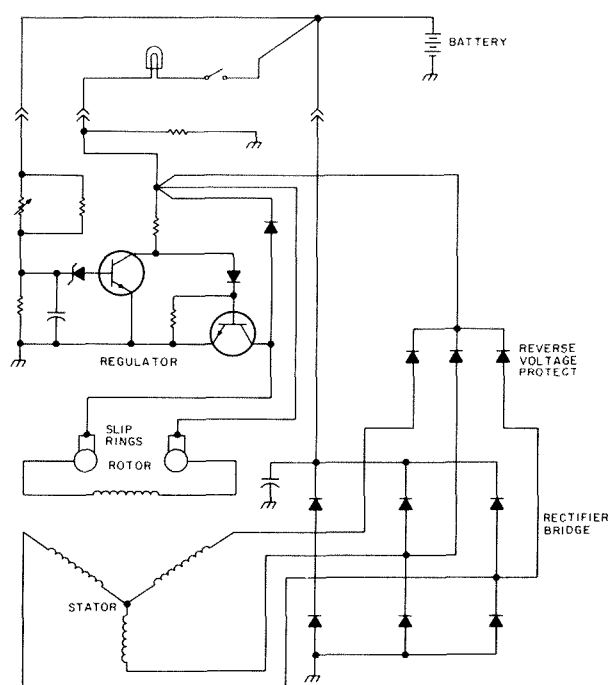 BATTERY
REGULATOR
REVERSE
VOLTAGE
PROTECT
SLIP
RINGS
ROTOR
RECTIFIER
BRIDGE
STATOR